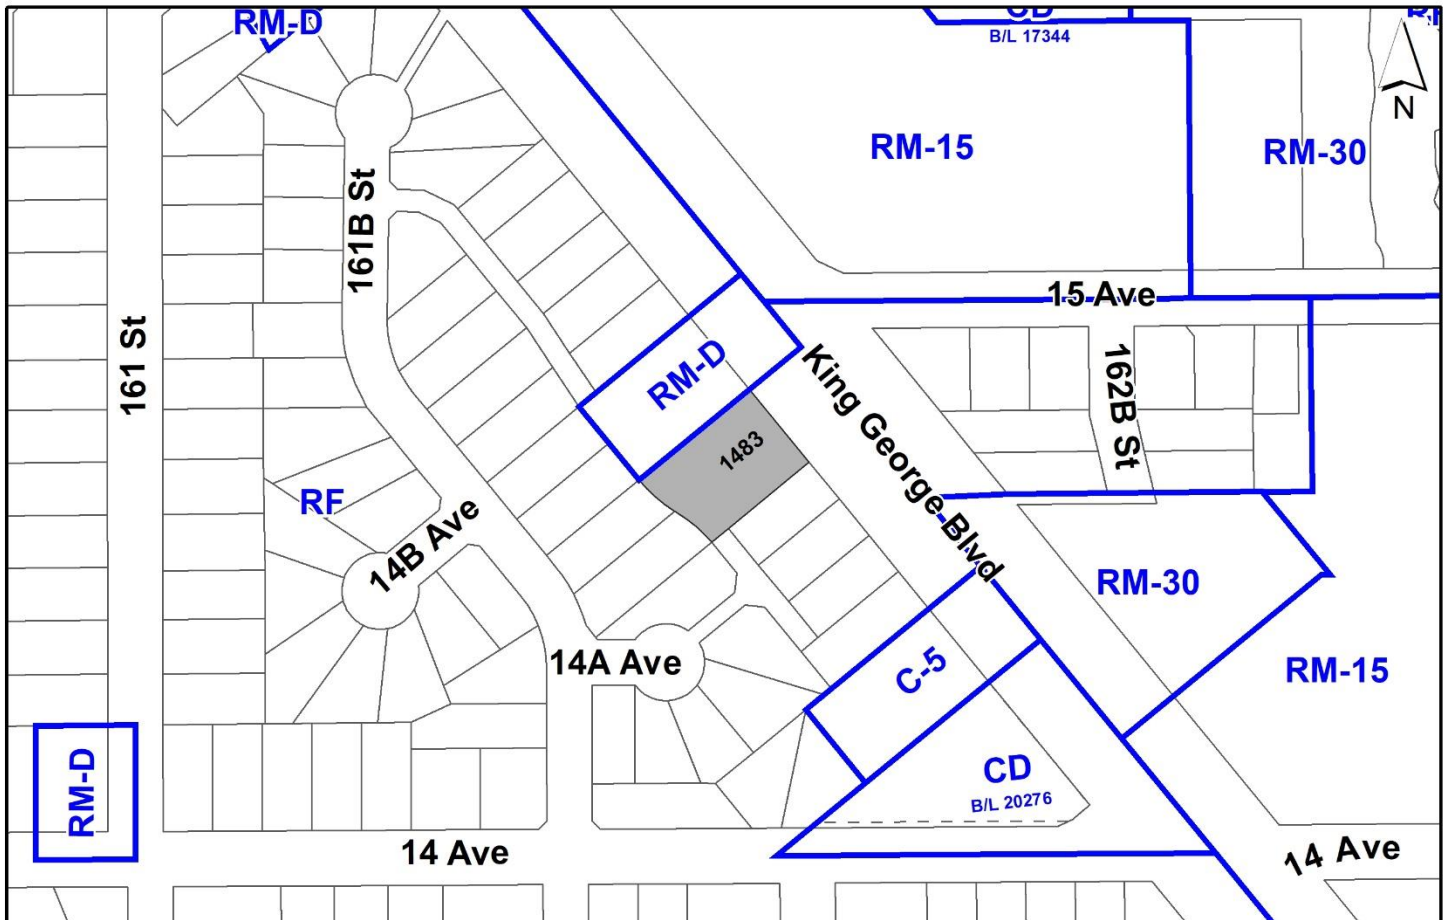 RM-D
CD
B/L 17344
N
RM-15
RM-30
161B St
15 Ave
161 St
RM-D
King George Blvd
162B St
1483
RF
14B Ave
RM-30
14A Ave
C-5
RM-15
RM-D
CD
B/L 20276
14 Ave
14 Ave